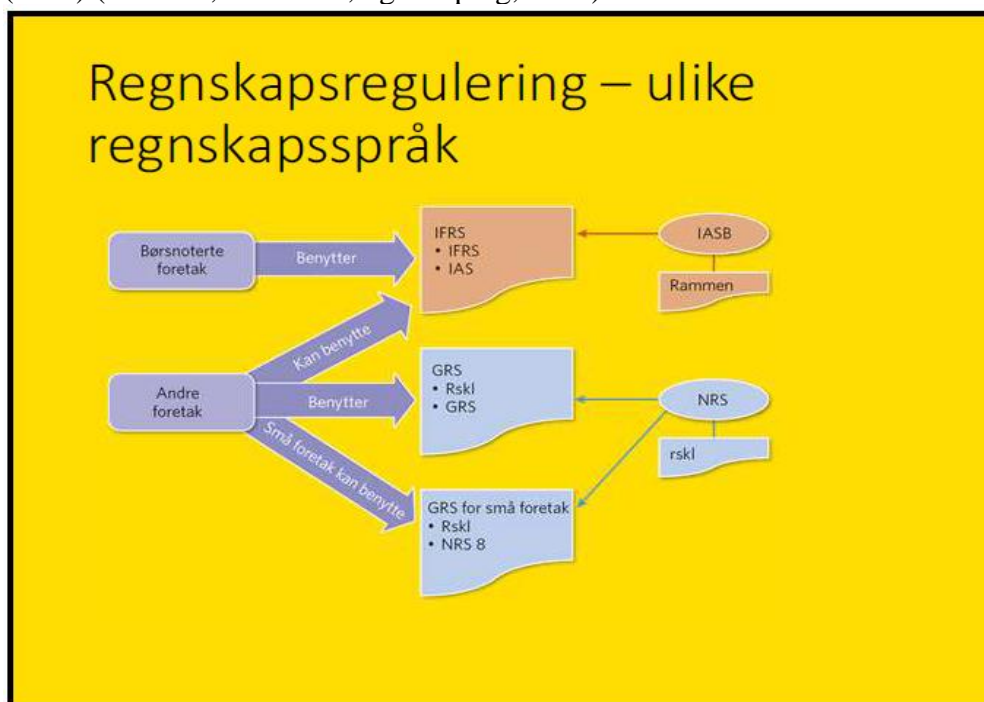 Regnskapsregulering – ulike
regnskapsspråk
Børsnoterte
foretak
Benytter
IFRS
• IFRS
• IAS
IASB
Rammen
Kan benytte
Andre
foretak
Benytter
GRS
• Rskl
• GRS
NRS
rskl
Små foretak kan benytte
GRS for små foretak
• Rskl
• NRS 8